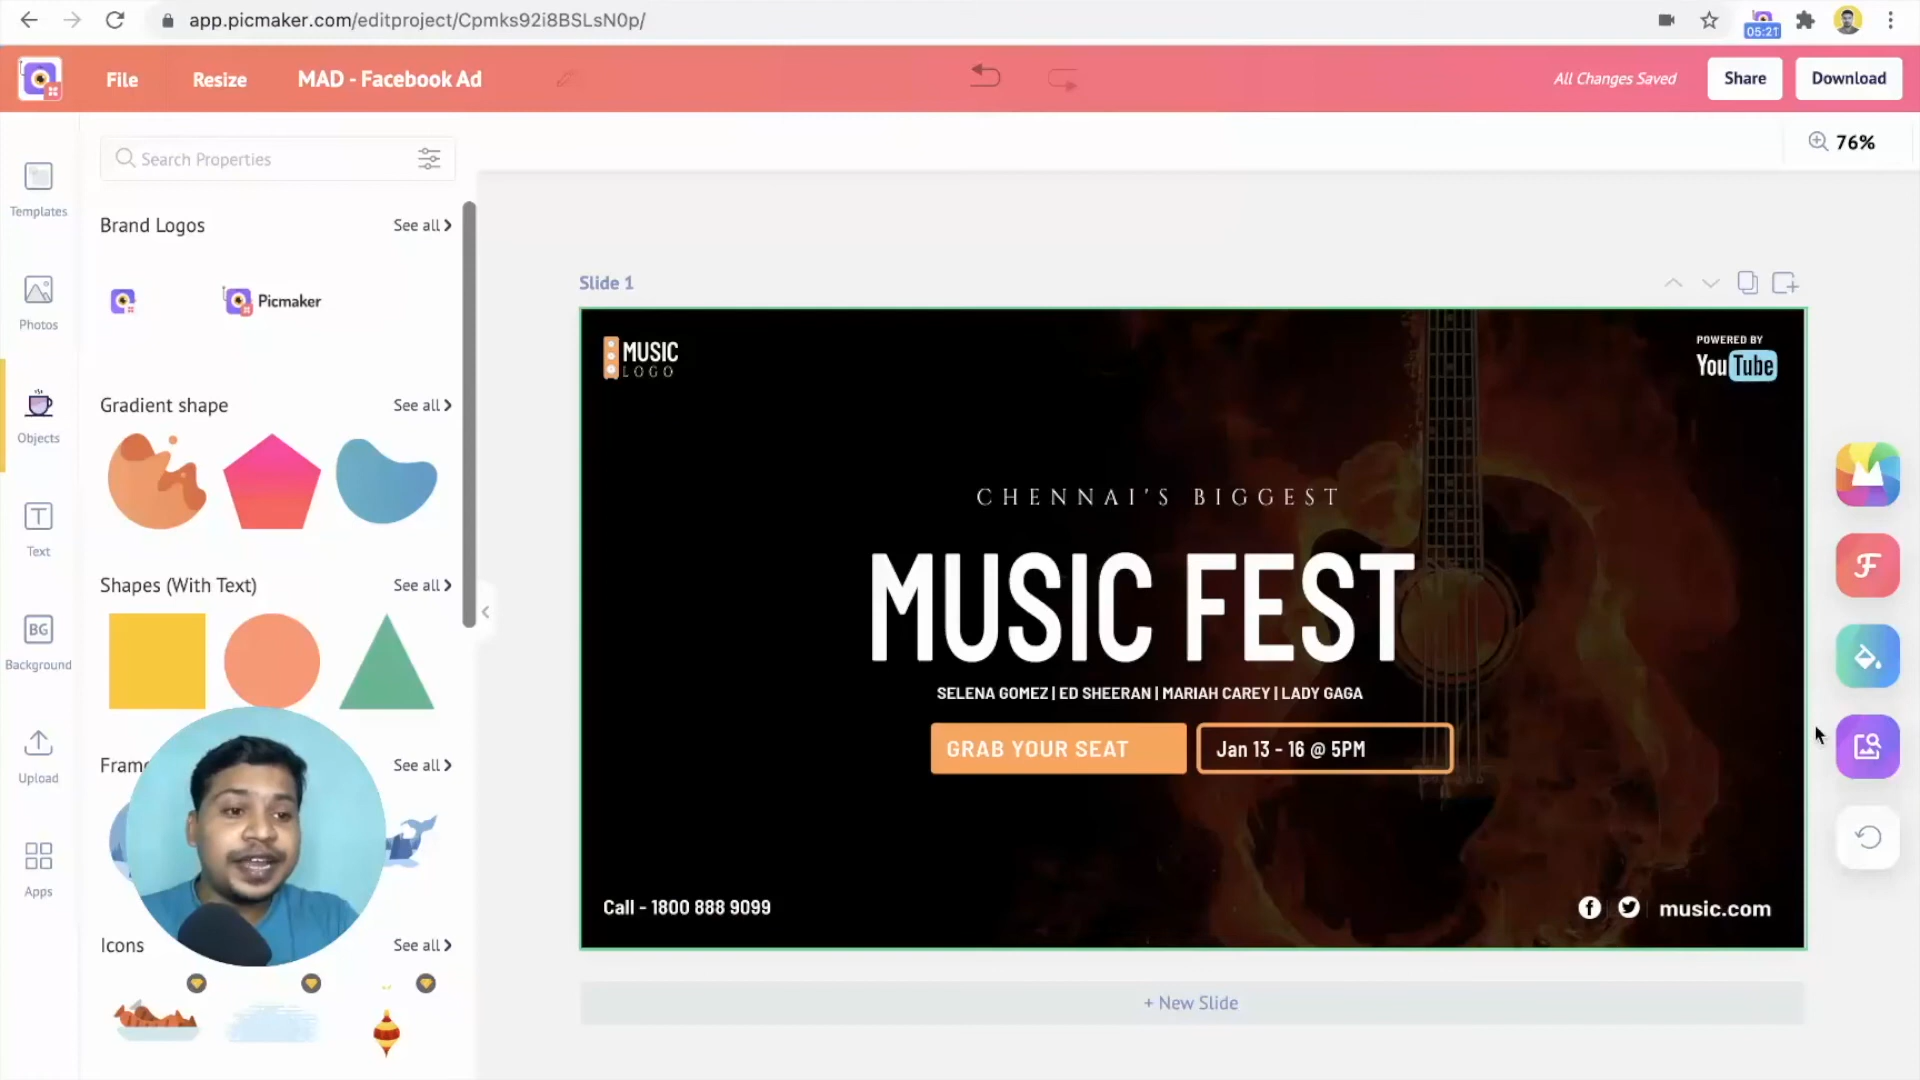 app.picmaker.com/editproject/Cpmks92i8BSLsN0p/
05:21
File
Resize
MAD - Facebook Ad
All Changes Saved
Share
Download
76%
Search Properties
Templates
Photos
Objects
Text
BG
Background
Upload
Apps
Brand Logos
See all
Picmaker
Gradient shape
See all
Shapes (With Text)
See all
See all
Icons
See all
Slide 1
MUSIC
LOGO
POWERED BY
YouTube
CHENNAI'S BIGGEST
MUSIC FEST
SELENA GOMEZ | ED SHEERAN | MARIAH CAREY | LADY GAGA
GRAB YOUR SEAT
Jan 13 - 16 @ 5PM
Call - 1800 888 9099
music.com
+ New Slide